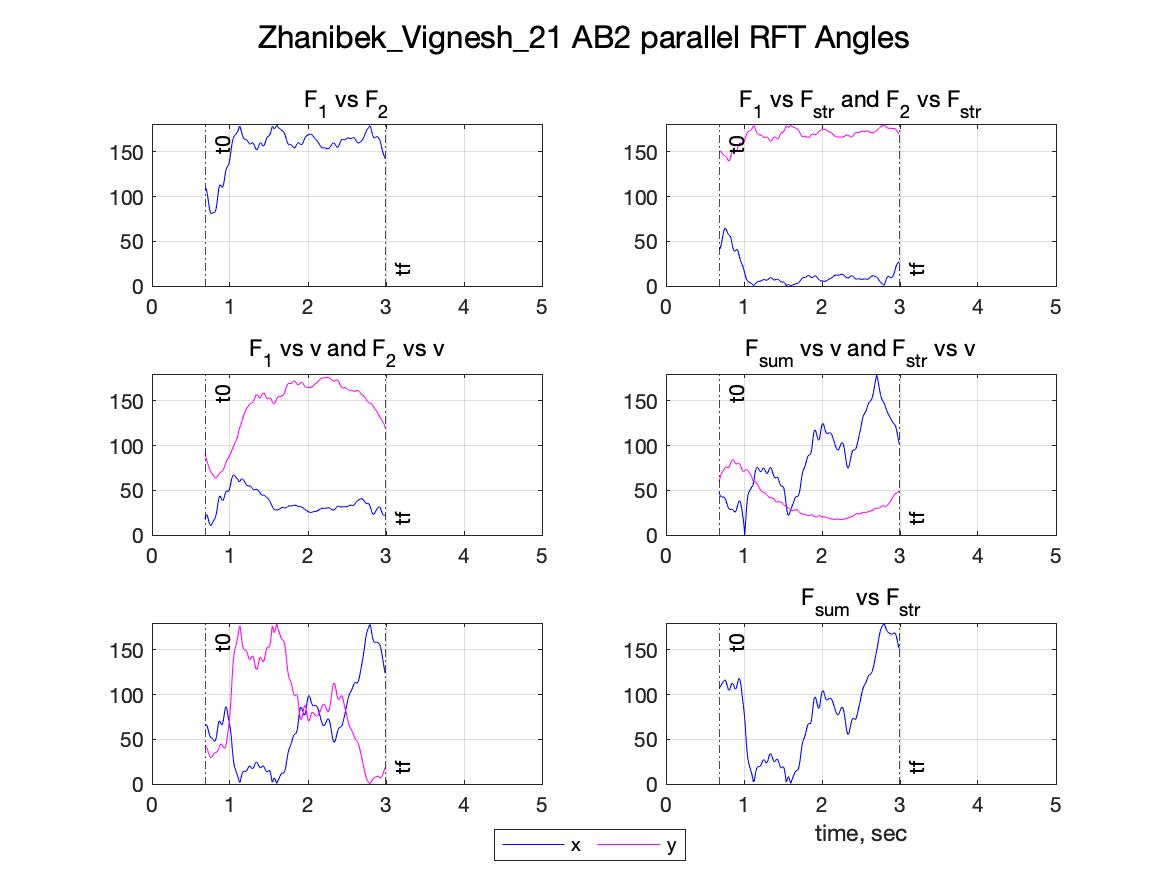 Zhanibek_Vignesh_21 AB2 parallel RFT Angles
F1 vs F2
150
100
50
0
t0
tf
0 1 2 3 4 5
F1 vs Fstr and F2 vs Fstr
150
100
50
0
t0
tf
0 1 2 3 4 5
F1 vs v and F2 vs v
150
100
50
0
t0
tf
0 1 2 3 4 5
Fsum vs v and Fstr vs v
150
100
50
0
t0
tf
0 1 2 3 4 5
150
100
50
0
t0
tf
0 1 2 3 4 5
Fsum vs Fstr
150
100
50
0
t0
tf
0 1 2 3 4 5
time, sec
x y